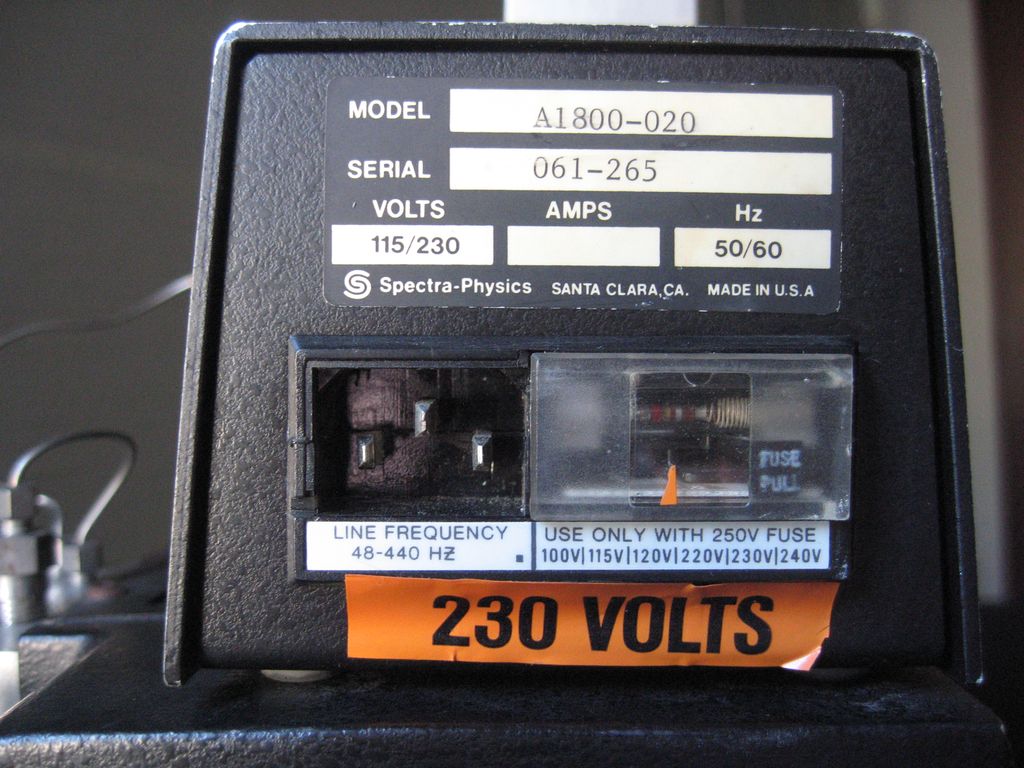 MODEL A1800-020
SERIAL 061-265
VOLTS AMPS Hz
115/230 50/60
Spectra-Physics SANTA CLARA, CA. MADE IN U.S.A
FUSE
PULL
LINE FREQUENCY
48-440 HZ
USE ONLY WITH 250V FUSE
100V|115V|120V|220V|230V|240V
230 VOLTS